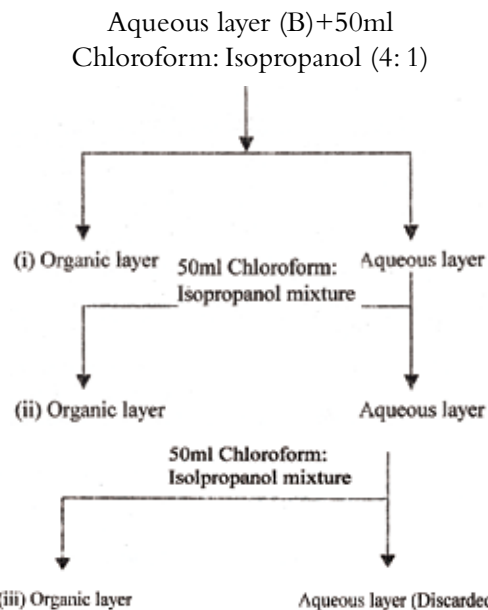 Aqueous layer (B)+50ml
Chloroform: Isopropanol (4: 1)
(i) Organic layer
50ml Chloroform:
Isopropanol mixture
Aqueous layer
(ii) Organic layer
Aqueous layer
50ml Chloroform:
Isolpropanol mixture
(iii) Organic layer
Aqueous layer (Discarded